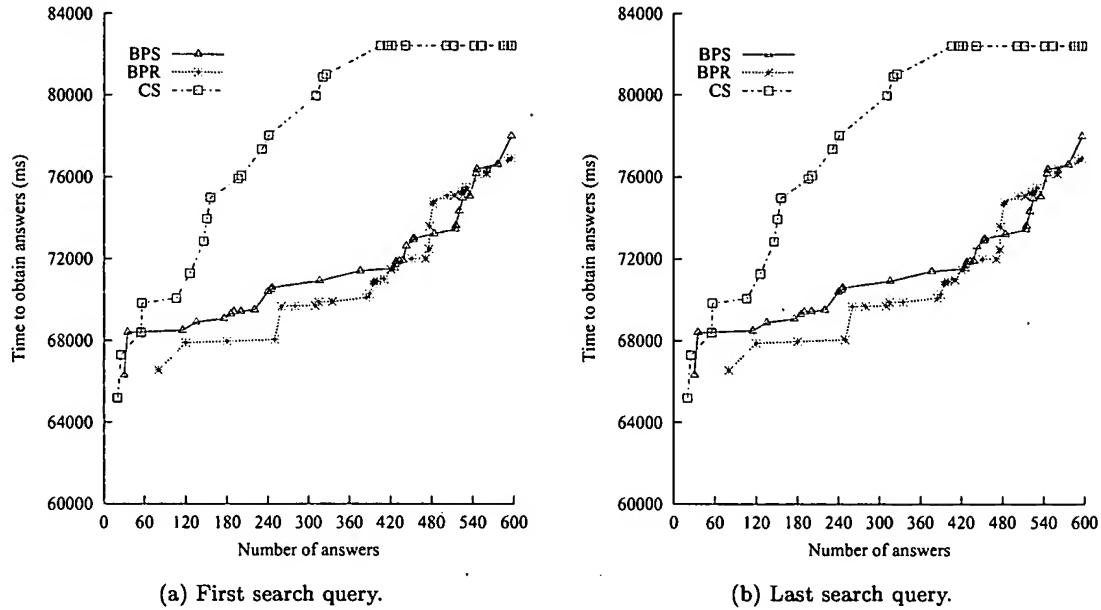 84000
80000
76000
72000
68000
64000
60000
Time to obtain answers (ms)
BPS
BPR
CS
0 60 120 180 240 300 360 420 480 540 600
Number of answers
(a) First search query.
84000
80000
76000
72000
68000
64000
60000
Time to obtain answers (ms)
BPS
BPR
CS
0 60 120 180 240 300 360 420 480 540 600
Number of answers
(b) Last search query.